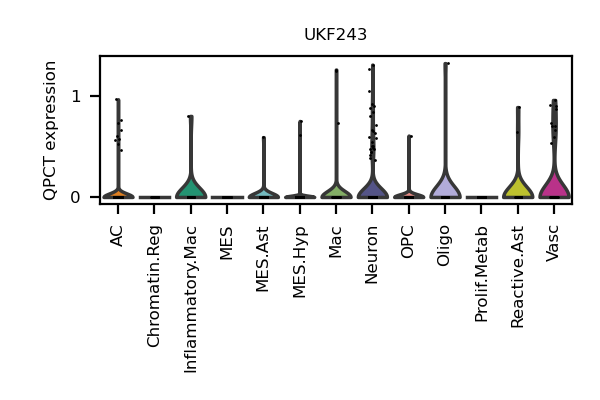 UKF243
QPCT expression
1
0
AC
Chromatin.Reg
Inflammatory.Mac
MES
MES.Ast
MES.Hyp
Mac
Neuron
OPC
Oligo
Prolif.Metab
Reactive.Ast
Vasc